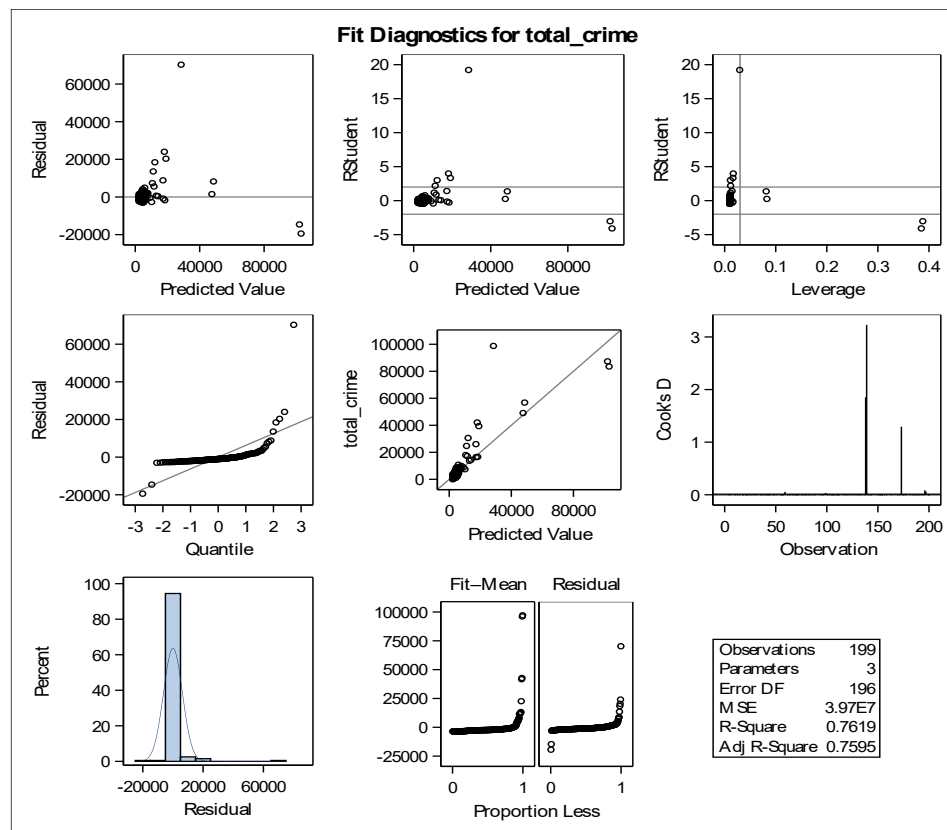 Fit Diagnostics for total_crime
Residual
60000
40000
20000
0
-20000
0 40000 80000
Predicted Value
RStudent
20
15
10
5
0
-5
0 40000 80000
Predicted Value
RStudent
20
15
10
5
0
-5
0.0 0.1 0.2 0.3 0.4
Leverage
Residual
60000
40000
20000
0
-20000
-3 -2 -1 0 1 2 3
Quantile
total_crime
100000
80000
60000
40000
20000
0
0 40000 80000
Predicted Value
Cook's D
3
2
1
0
0 50 100 150 200
Observation
Percent
100
80
60
40
20
0
-20000 20000 60000
Residual
Fit–Mean Residual
100000
75000
50000
25000
0
-25000
0 1 0 1
Proportion Less
Observations 199
Parameters 3
Error DF 196
MSE 3.97E7
R-Square 0.7619
Adj R-Square 0.7595